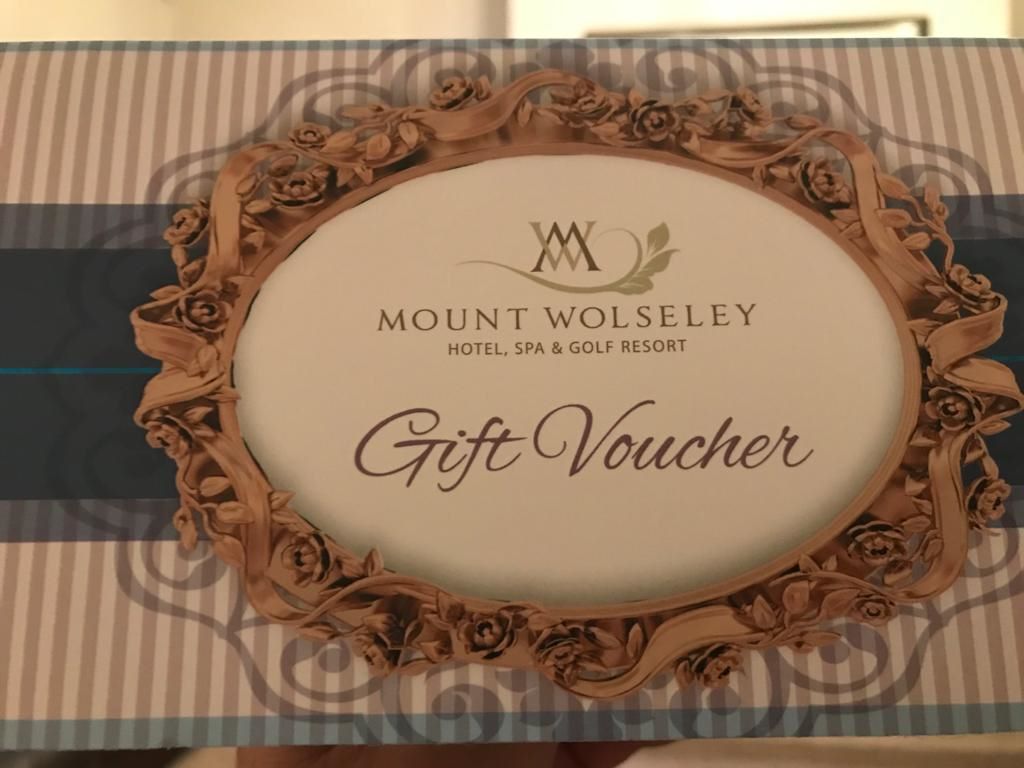 MOUNT WOLSELEY
HOTEL, SPA & GOLF RESORT
Gift Voucher